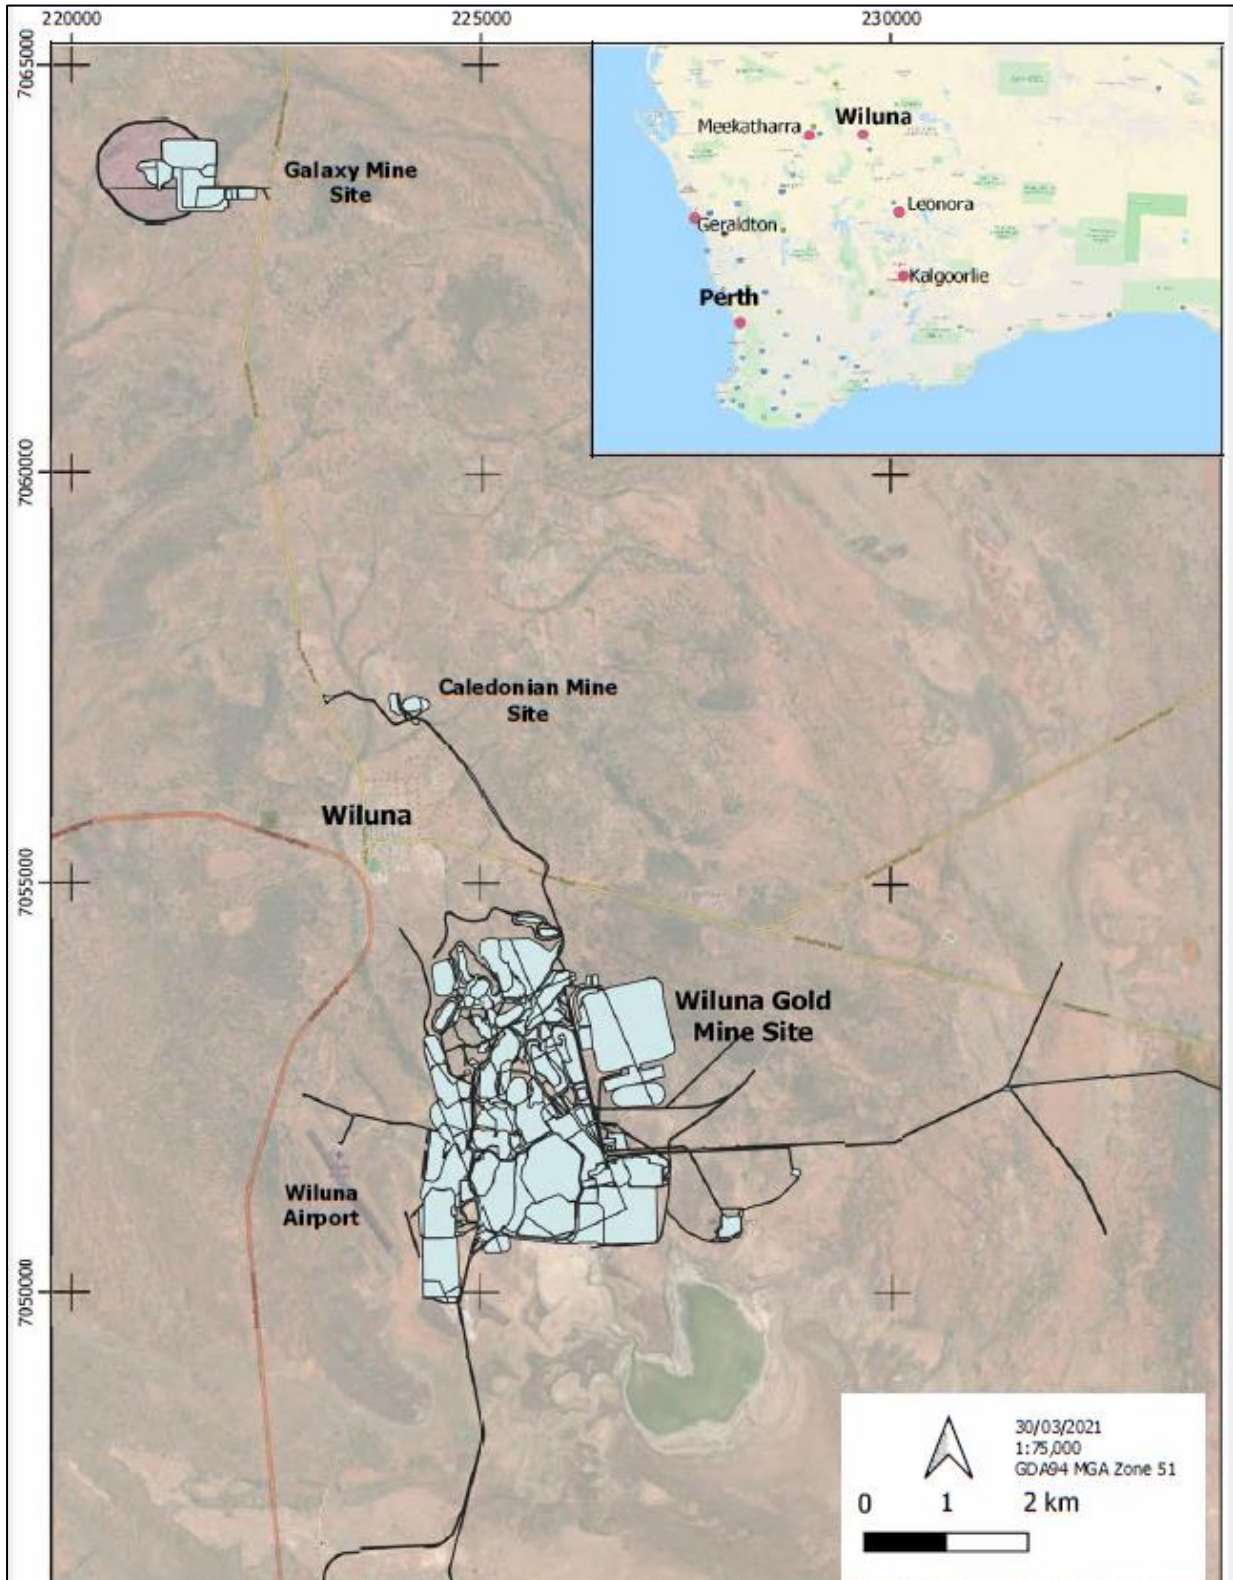 220000
225000
230000
7065000
7060000
7055000
7050000
Meekatharra
Wiluna
Geraldton
Leonora
Kalgoorlie
Perth
Galaxy Mine
Site
Caledonian Mine
Site
Wiluna
Wiluna Gold
Mine Site
Wiluna
Airport
30/03/2021
1:75,000
GDA94 MGA Zone 51
0 1 2 km